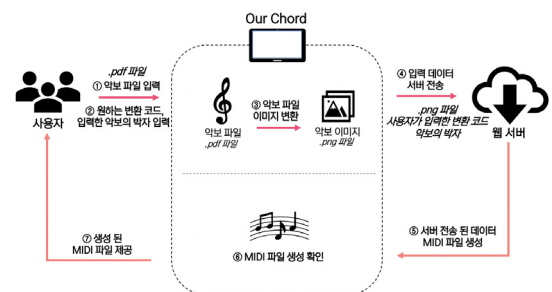 Our Chord
.pdf 파일
① 악보 파일 입력
② 원하는 변환 코드,
입력한 악보의 박자 입력
사용자
③ 악보 파일
이미지 변환
악보 파일
.pdf 파일
악보 이미지
.png 파일
④ 입력 데이터
서버 전송
.png 파일
사용자가 입력한 변환 코드
악보의 박자
웹 서버
⑤ 서버 전송 된 데이터
MIDI 파일 생성
⑥ MIDI 파일 생성 확인
⑦ 생성 된
MIDI 파일 제공